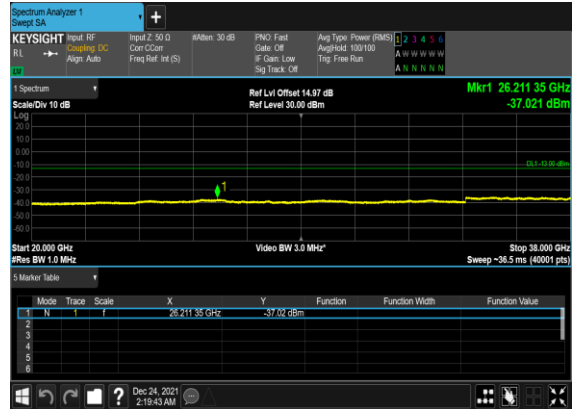 Spectrum Analyzer 1
Swept SA
+
KEYSIGHT Input: RF Input Z: 50 Ω #Atten: 30 dB PNO: Fast Avg Type: Power (RMS) 1 2 3 4 5 6
RL Coupling: DC Corr CCorr Gate: Off Avg|Hold: 100/100 A W W W W W
Align: Auto Freq Ref: Int (S) IF Gain: Low Trig: Free Run
Sig Track: Off A N N N N N
1 Spectrum Ref Lvl Offset 14.97 dB Mkr1 26.211 35 GHz
Scale/Div 10 dB Ref Level 30.00 dBm -37.021 dBm
Log
20.0
10.0
0.00
-10.0 DL1 -13.00 dBm
-20.0
-30.0 1
-40.0
-50.0
-60.0
Start 20.000 GHz Video BW 3.0 MHz* Stop 38.000 GHz
#Res BW 1.0 MHz Sweep ~36.5 ms (40001 pts)
5 Marker Table
Mode Trace Scale X Y Function Function Width Function Value
1 N 1 f 26.211 35 GHz -37.02 dBm
2
3
4
5
6
? Dec 24, 2021
2:19:43 AM